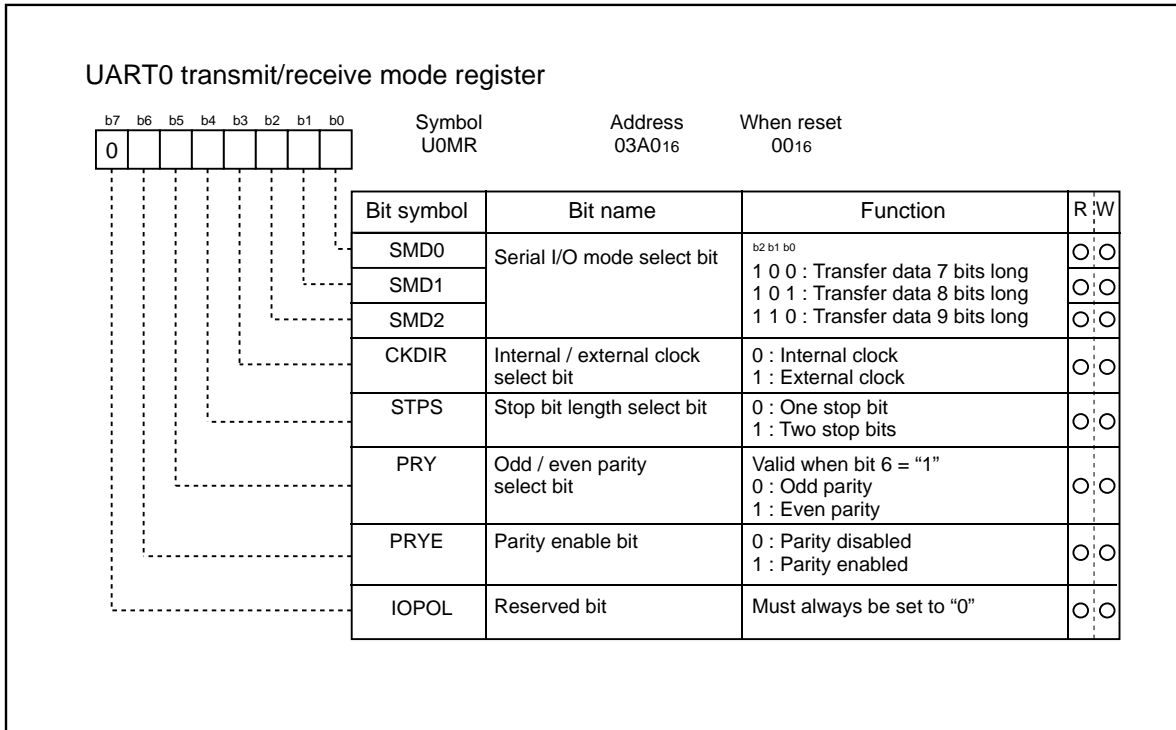 UART0 transmit/receive mode register
b7 b6 b5 b4 b3 b2 b1 b0
0
Symbol Address When reset
U0MR 03A016 0016
Bit symbol Bit name Function R W
SMD0 Serial I/O mode select bit b2 b1 b0
1 0 0 : Transfer data 7 bits long
SMD1 1 0 1 : Transfer data 8 bits long
SMD2 1 1 0 : Transfer data 9 bits long
CKDIR Internal / external clock 0 : Internal clock
select bit 1 : External clock
STPS Stop bit length select bit 0 : One stop bit
1 : Two stop bits
PRY Odd / even parity Valid when bit 6 = “1”
select bit 0 : Odd parity
1 : Even parity
PRYE Parity enable bit 0 : Parity disabled
1 : Parity enabled
IOPOL Reserved bit Must always be set to “0”